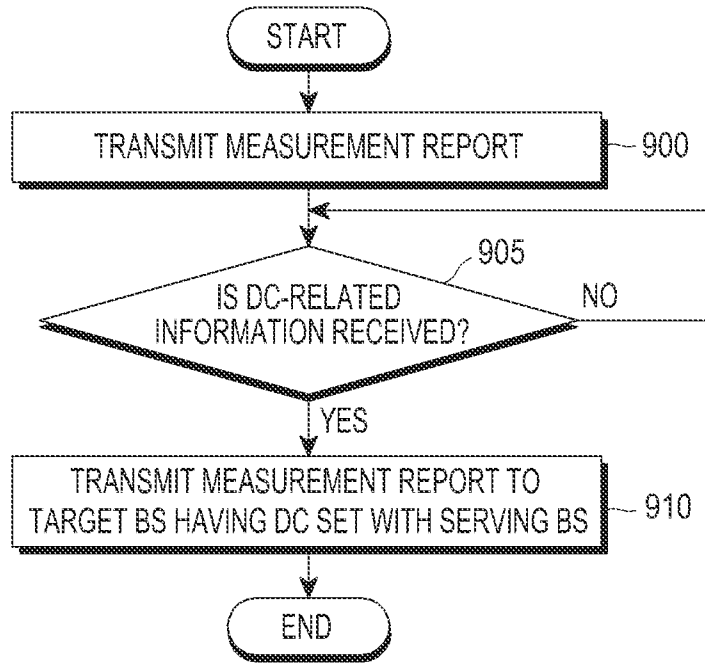 START
TRANSMIT MEASUREMENT REPORT
900
905
IS DC-RELATED
INFORMATION RECEIVED?
NO
YES
TRANSMIT MEASUREMENT REPORT TO
TARGET BS HAVING DC SET WITH SERVING BS
910
END